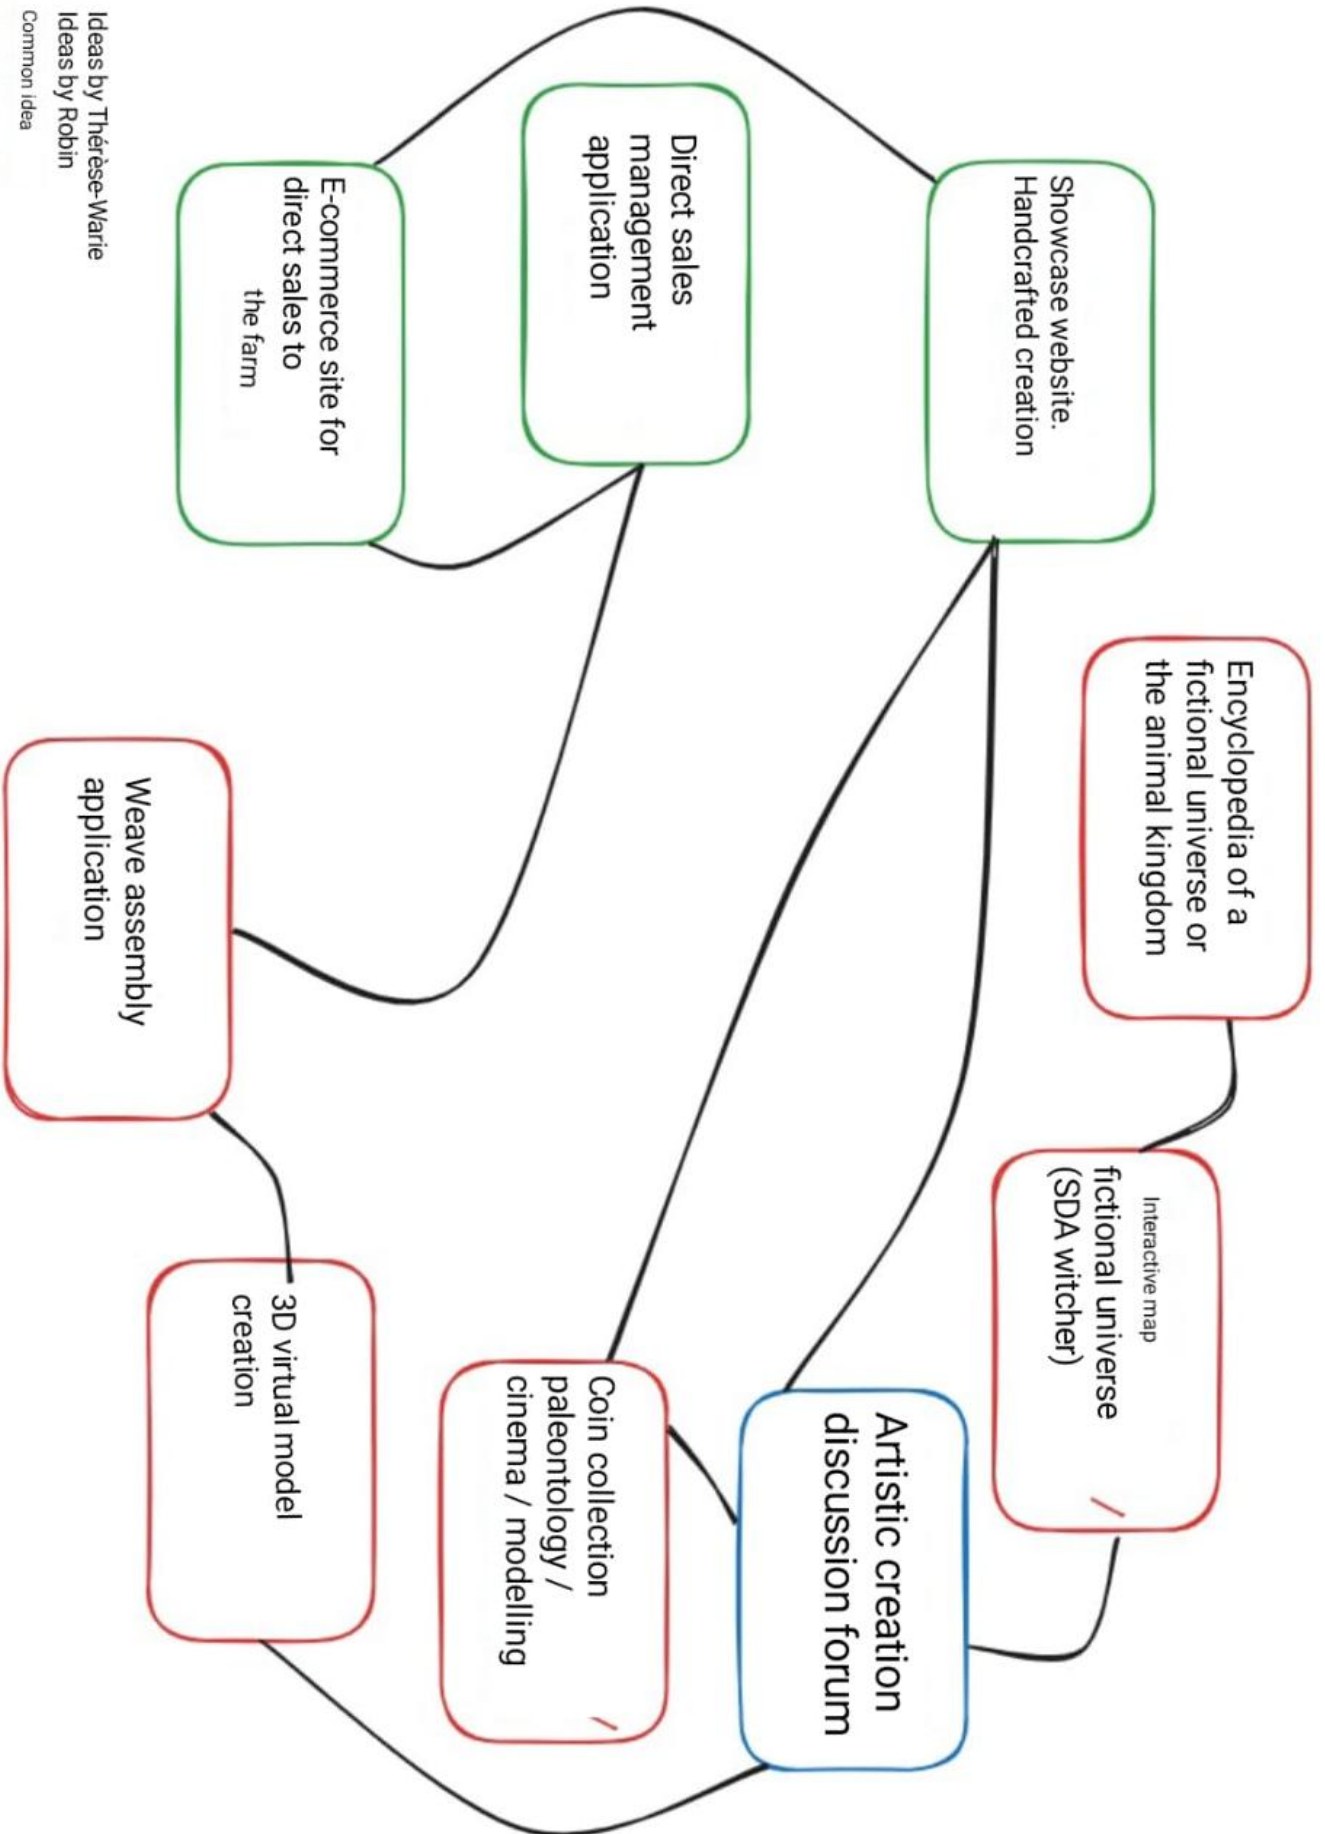 Encyclopedia of a
fictional universe or
the animal kingdom
Interactive map
fictional universe
(SDA witcher)
Showcase website.
Handcrafted creation
Artistic creation
discussion forum
Direct sales
management
application
Coin collection
paleontology /
cinema / modelling
E-commerce site for
direct sales to
the farm
3D virtual model
creation
Weave assembly
application
Ideas by Thérèse-Warie
Ideas by Robin
Common idea